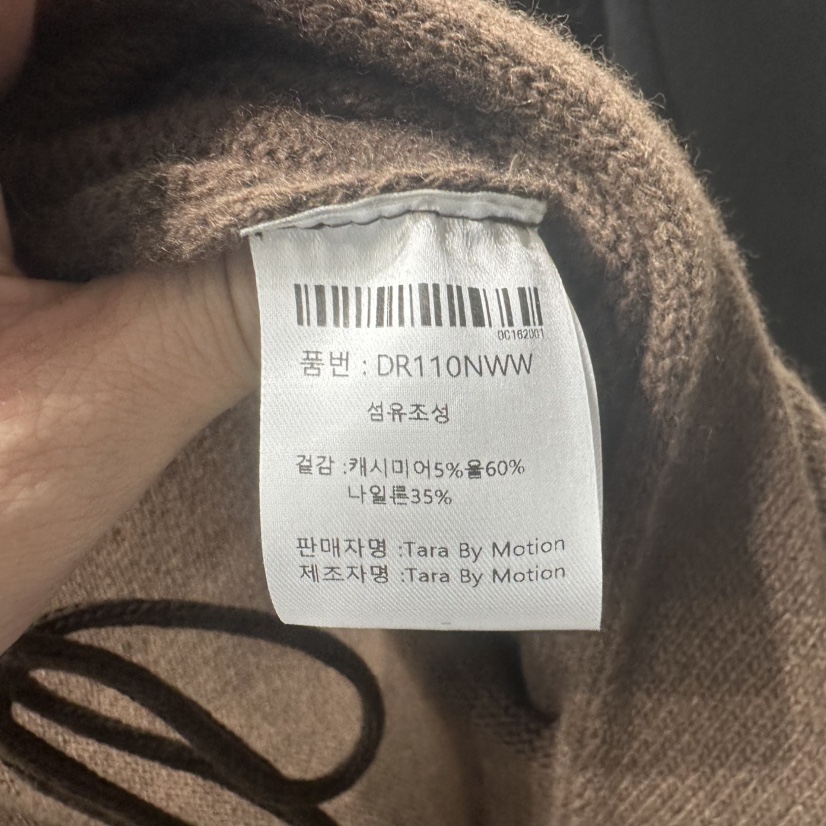 0C162001
품번 : DR110NWW
섬유조성
겉감 :캐시미어5%울60%
나일론35%
판매자명 :Tara By Motion
제조자명 :Tara By Motion